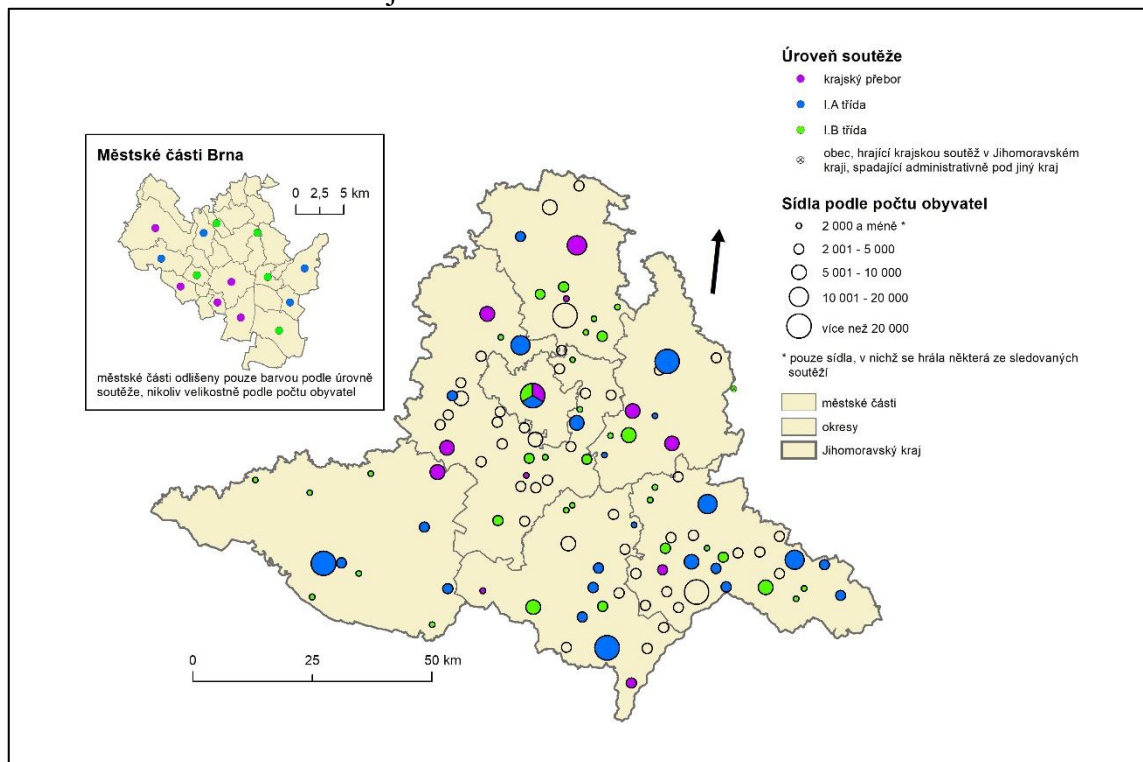 Úroveň soutěže
krajský přebor
I.A třída
I.B třída
obec, hrající krajskou soutěž v Jihomoravském
kraji, spadající administrativně pod jiný kraj
Sídla podle počtu obyvatel
2 000 a méně *
2 001 - 5 000
5 001 - 10 000
10 001 - 20 000
více než 20 000
* pouze sídla, v nichž se hrála některá ze sledovaných
soutěží
městské části
okresy
Jihomoravský kraj
Městské části Brna
0 2,5 5 km
městské části odlišeny pouze barvou podle úrovně
soutěže, nikoliv velikostně podle počtu obyvatel
0 25 50 km